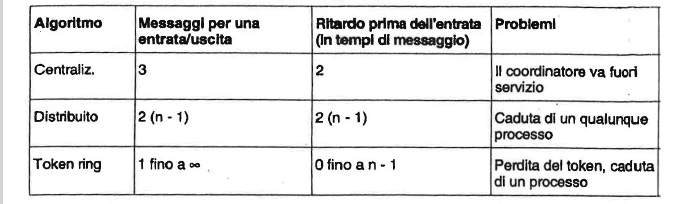 Algoritmo Messaggi per una entrata/uscita Ritardo prima dell'entrata (in tempi di messaggio) Problemi
Centraliz. 3 2 Il coordinatore va fuori servizio
Distribuito 2 (n - 1) 2 (n - 1) Caduta di un qualunque processo
Token ring 1 fino a ∞ 0 fino a n - 1 Perdita del token, caduta di un processo